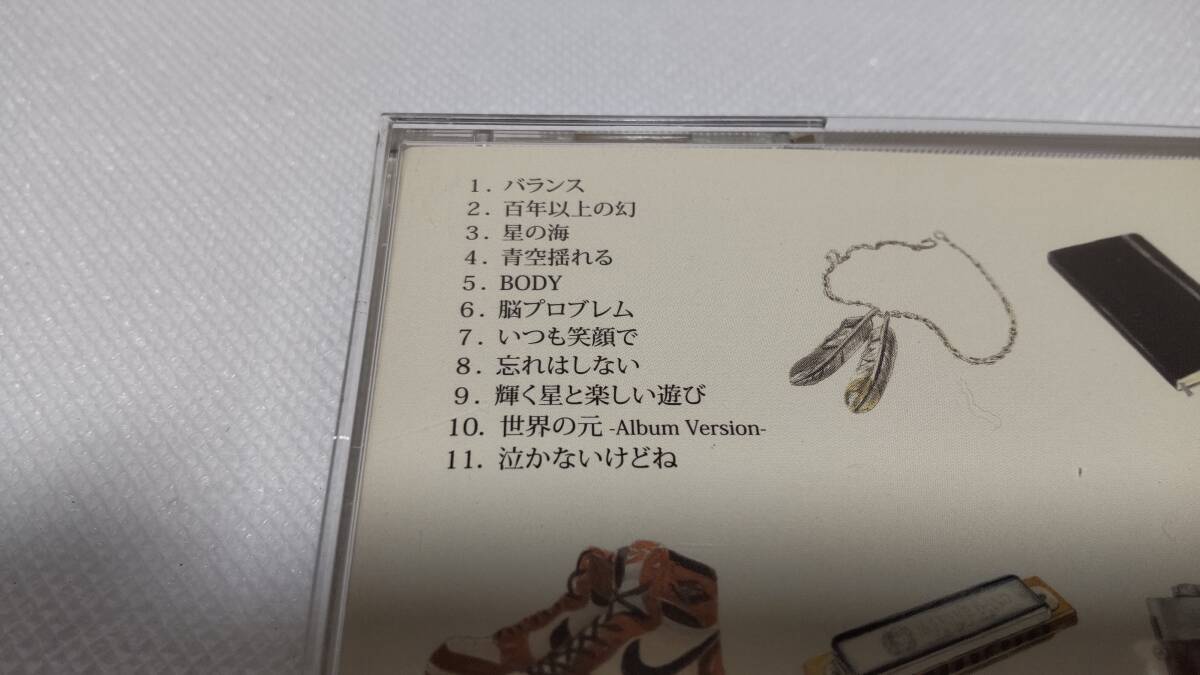 1. バランス
2. 百年以上の幻
3. 星の海
4. 青空揺れる
5. BODY
6. 脳プロブレム
7. いつも笑顔で
8. 忘れはしない
9. 輝く星と楽しい遊び
10. 世界の元 -Album Version-
11. 泣かないけどね